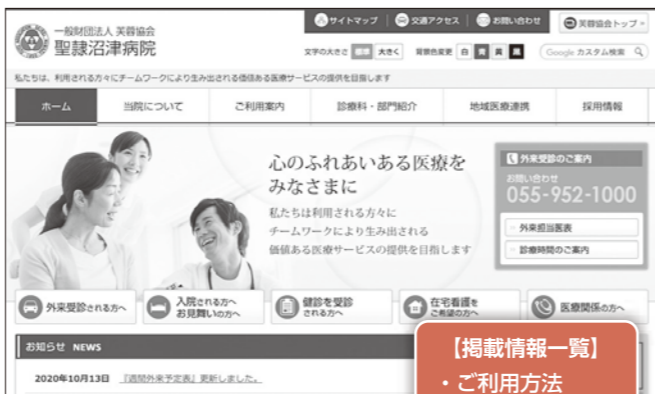 サイトマップ 交通アクセス お問い合わせ 芙蓉協会トップ
一般財団法人 芙蓉協会
聖隷沼津病院
文字の大きさ 標準 大きく 背景色変更 白 黄 黒
Google カスタム検索
私たちは、利用される方々にチームワークにより生み出される価値ある医療サービスの提供を目指します
ホーム 当院について ご利用案内 診療科・部門紹介 地域医療連携 採用情報
心のふれあいある医療を
みなさまに
私たちは利用される方々に
チームワークにより生み出される
価値ある医療サービスの提供を目指します
外来受診のご案内
お問い合わせ
055-952-1000
外来担当医表
診療時間のご案内
外来受診される方へ
入院される方へ
お見舞いの方へ
健診を受診
される方へ
在宅看護を
ご希望の方へ
医療関係の方へ
お知らせ NEWS
2020年10月13日 『週間外来予定表』更新しました。
【掲載情報一覧】
・ご利用方法